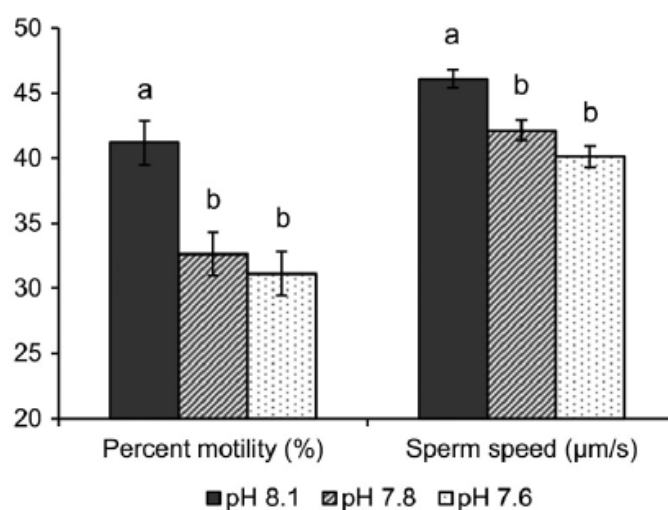 50
45
40
35
30
25
20
a
b
b
a
b
b
Percent motility (%) Sperm speed (µm/s)
pH 8.1 pH 7.8 pH 7.6